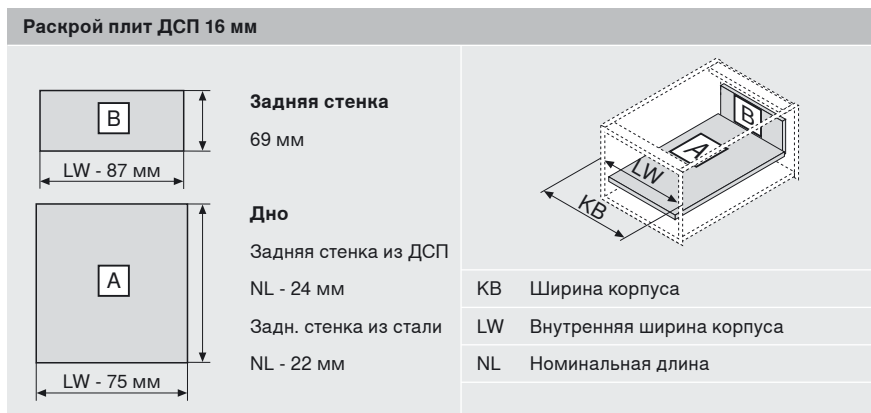 Раскрой плит ДСП 16 мм
B
LW - 87 мм
Задняя стенка
69 мм
A
LW - 75 мм
Дно
Задняя стенка из ДСП
NL - 24 мм
Задн. стенка из стали
NL - 22 мм
B
A
LW
KB
KB Ширина корпуса
LW Внутренняя ширина корпуса
NL Номинальная длина